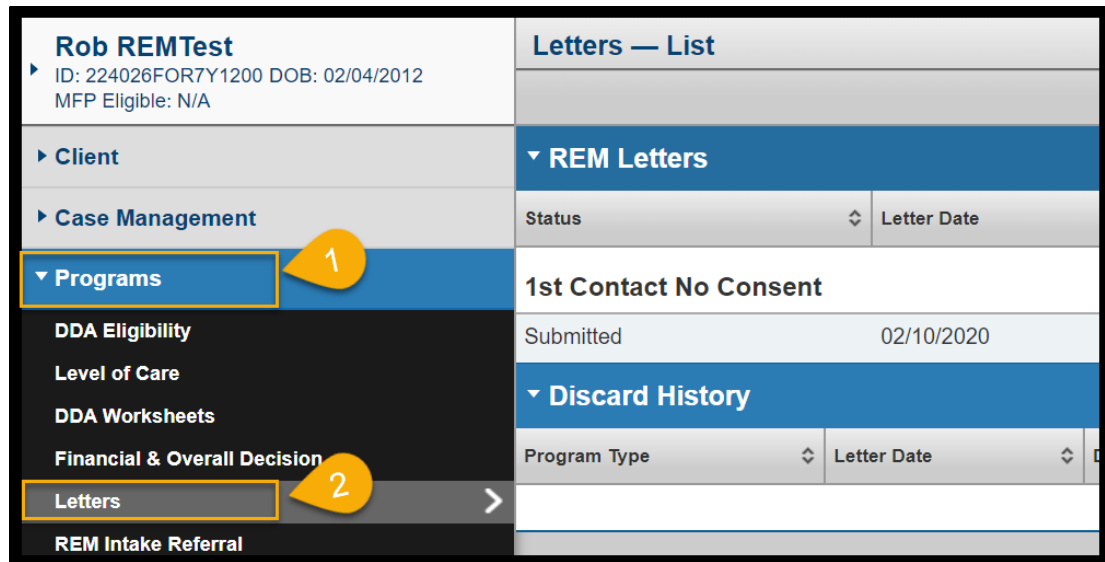 Rob REMTest
ID: 224026FOR7Y1200 DOB: 02/04/2012
MFP Eligible: N/A
Client
Case Management
Programs
1
DDA Eligibility
Level of Care
DDA Worksheets
Financial & Overall Decision
Letters
2
REM Intake Referral
Letters — List
REM Letters
Status Letter Date
1st Contact No Consent
Submitted 02/10/2020
Discard History
Program Type Letter Date